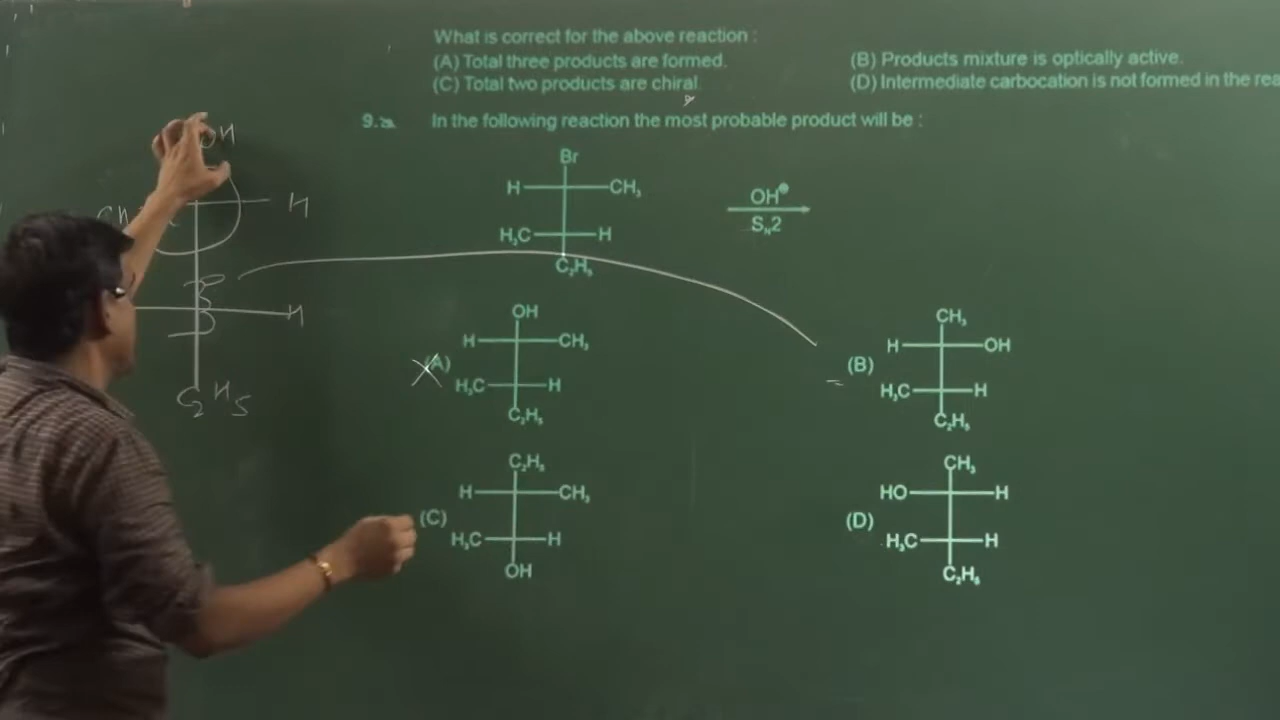 What is correct for the above reaction :
(A) Total three products are formed.
(B) Products mixture is optically active.
(C) Total two products are chiral.
(D) Intermediate carbocation is not formed in the rea
9. In the following reaction the most probable product will be :
Br
H CH₃
H₃C H
C₂H₅
OH⊕
Sₙ2
(A)
OH
H CH₃
H₃C H
C₂H₅
(B)
CH₃
H OH
H₃C H
C₂H₅
(C)
C₂H₅
H CH₃
H₃C H
OH
(D)
CH₃
HO H
H₃C H
C₂H₅
OH
H
H
C₂H₅